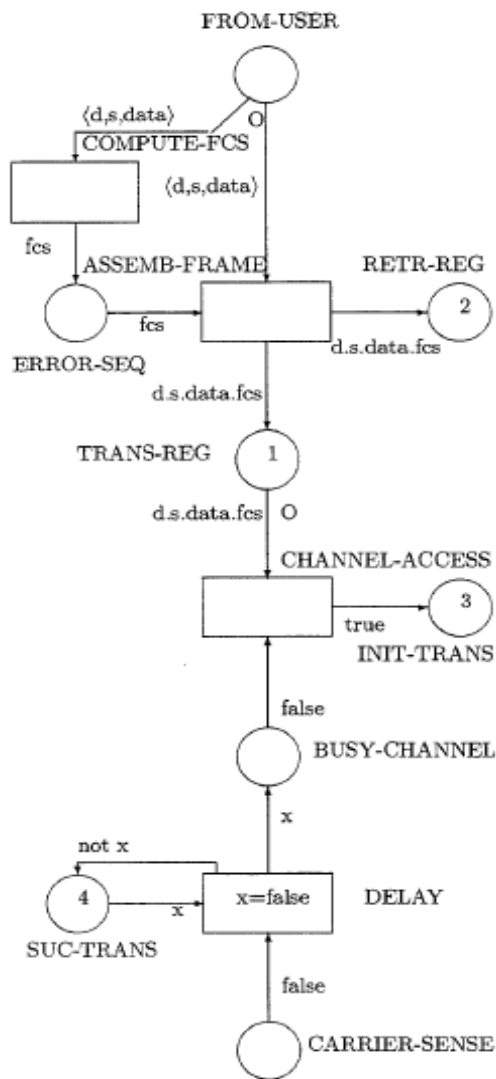 FROM-USER
⟨d,s,data⟩
O
COMPUTE-FCS
⟨d,s,data⟩
fcs
ASSEMB-FRAME
RETR-REG
2
fcs
d.s.data.fcs
ERROR-SEQ
d.s.data.fcs
TRANS-REG
1
d.s.data.fcs
O
CHANNEL-ACCESS
3
true
INIT-TRANS
false
BUSY-CHANNEL
x
not x
4
x
x=false
DELAY
SUC-TRANS
false
CARRIER-SENSE